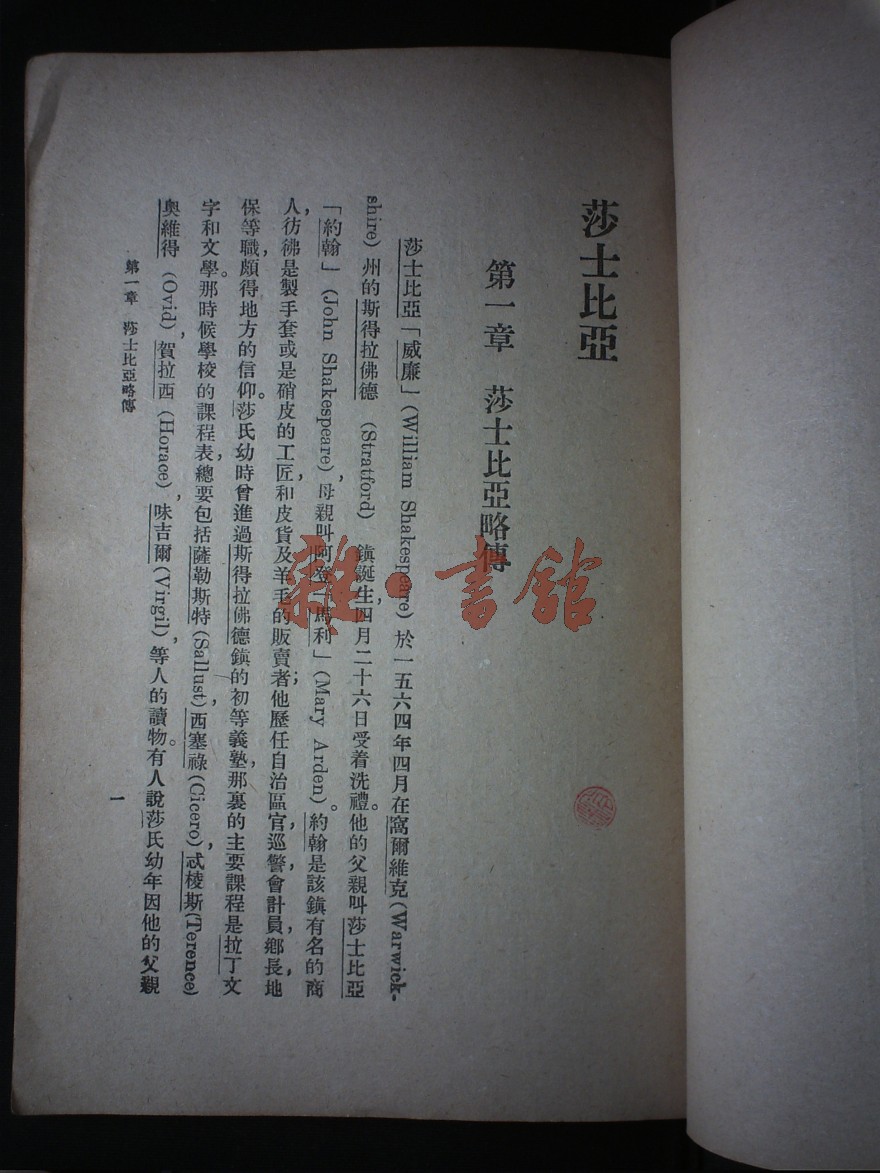 莎士比亞
第一章　莎士比亞略傳
莎士比亞「威廉」(William Shakespeare) 於一五六四年四月在窩爾維克 (Warwick-
shire) 州的斯得拉佛德 (Stratford) 鎮誕生，四月二十六日受着洗禮。他的父親叫莎士比亞
「約翰」(John Shakespeare)，母親叫阿登「馬利」(Mary Arden)。約翰是該鎮有名的商
人，彷彿是製手套或是硝皮的工匠和皮貨及羊毛的販賣者；他歷任自治區官，巡警，會計員，鄉長，地
保等職，頗得地方的信仰。莎氏幼時曾進過斯得拉佛德鎮的初等義塾，那裏的主要課程是拉丁文
字和文學。那時候學校的課程表，總要包括薩勒斯特 (Sallust)，西塞祿 (Cicero)，忒棱斯 (Terence)
奧維得 (Ovid)，賀拉西 (Horace)，味吉爾 (Virgil)，等人的讀物。有人說莎氏幼年因他的父親
第一章　莎士比亞略傳
一
雜·書館